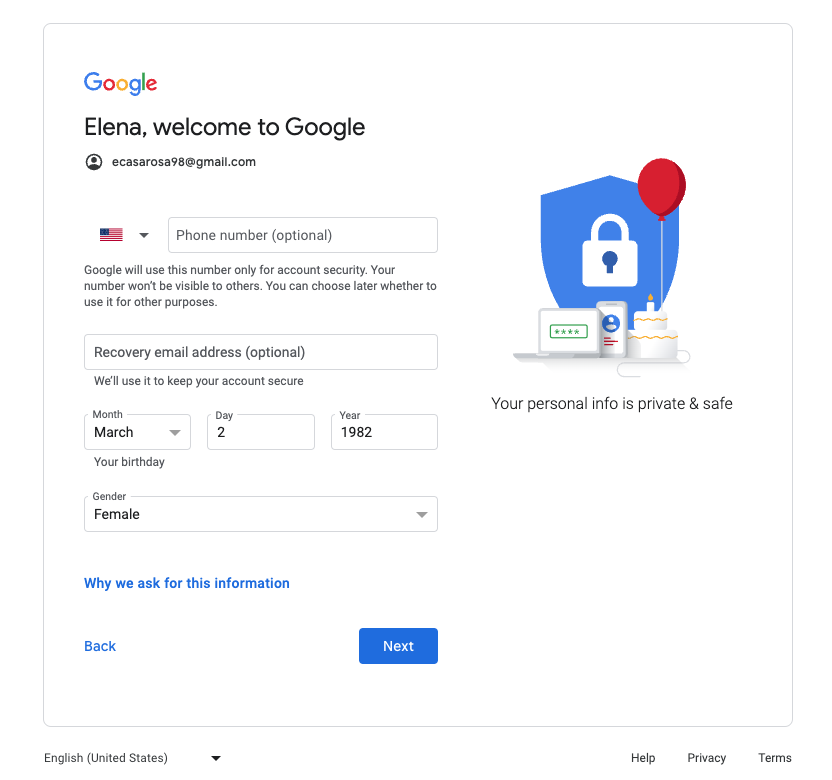 Google
Elena, welcome to Google
ecasarosa98@gmail.com
Phone number (optional)
Google will use this number only for account security. Your
number won't be visible to others. You can choose later whether to
use it for other purposes.
Recovery email address (optional)
We'll use it to keep your account secure
Month
March
Day
2
Year
1982
Your birthday
Gender
Female
Why we ask for this information
Back
Next
****
Your personal info is private & safe
English (United States)
Help
Privacy
Terms